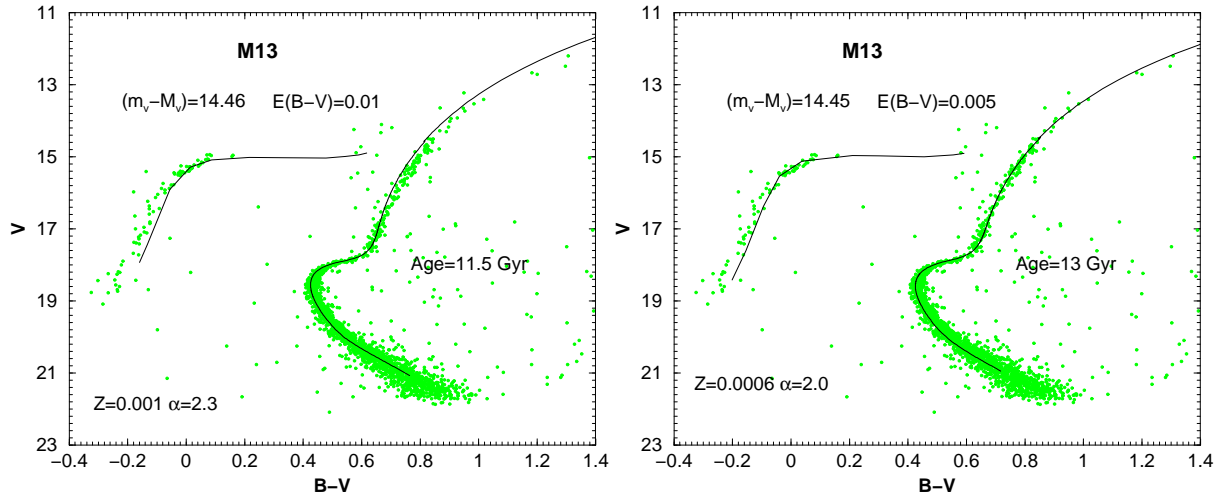 M13
(m_v−M_v)=14.46 E(B−V)=0.01
Age=11.5 Gyr
Z=0.001 α=2.3
V
11
13
15
17
19
21
23
−0.4 −0.2 0 0.2 0.4 0.6 0.8 1 1.2 1.4
B−V
M13
(m_v−M_v)=14.45 E(B−V)=0.005
Age=13 Gyr
Z=0.0006 α=2.0
V
11
13
15
17
19
21
23
−0.4 −0.2 0 0.2 0.4 0.6 0.8 1 1.2 1.4
B−V